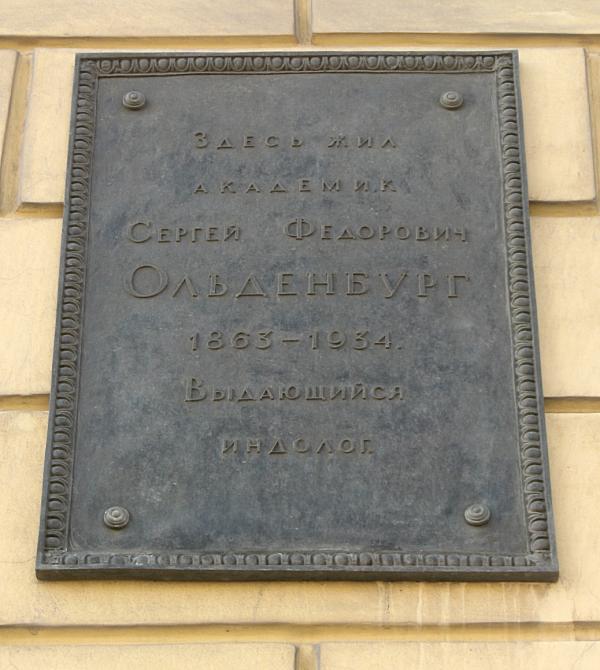 Здесь жил
академик
Сергей Федорович
Ольденбург
1863–1934.
Выдающийся
индолог.